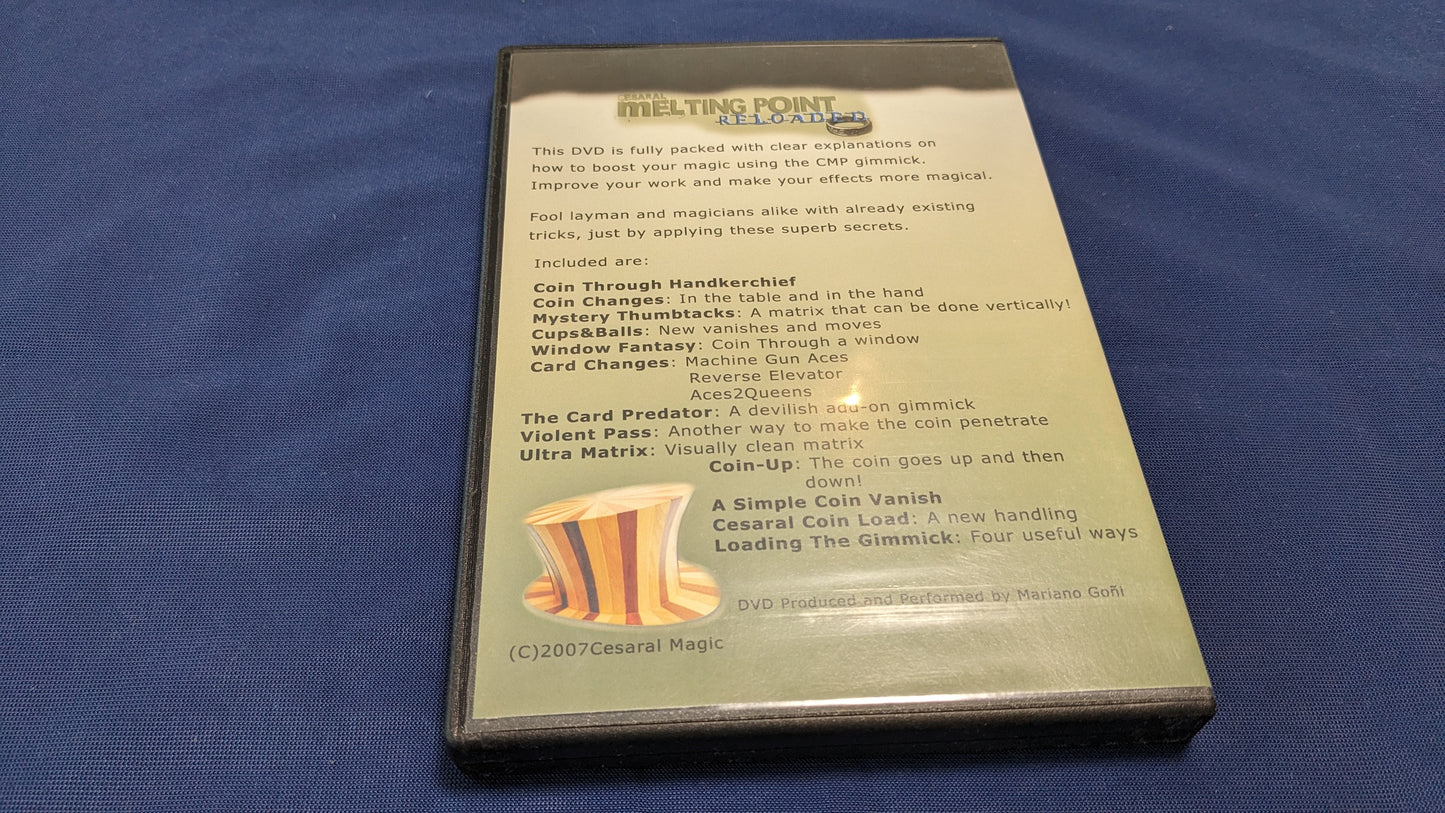 CESARAL
MELTING POINT
RELOADED
This DVD is fully packed with clear explanations on
how to boost your magic using the CMP gimmick.
Improve your work and make your effects more magical.
Fool layman and magicians alike with already existing
tricks, just by applying these superb secrets.
Included are:
Coin Through Handkerchief
Coin Changes: In the table and in the hand
Mystery Thumbtacks: A matrix that can be done vertically!
Cups&Balls: New vanishes and moves
Window Fantasy: Coin Through a window
Card Changes: Machine Gun Aces
Reverse Elevator
Aces2Queens
The Card Predator: A devilish add-on gimmick
Violent Pass: Another way to make the coin penetrate
Ultra Matrix: Visually clean matrix
Coin-Up: The coin goes up and then
down!
A Simple Coin Vanish
Cesaral Coin Load: A new handling
Loading The Gimmick: Four useful ways
DVD Produced and Performed by Mariano Goñi
(C)2007Cesaral Magic